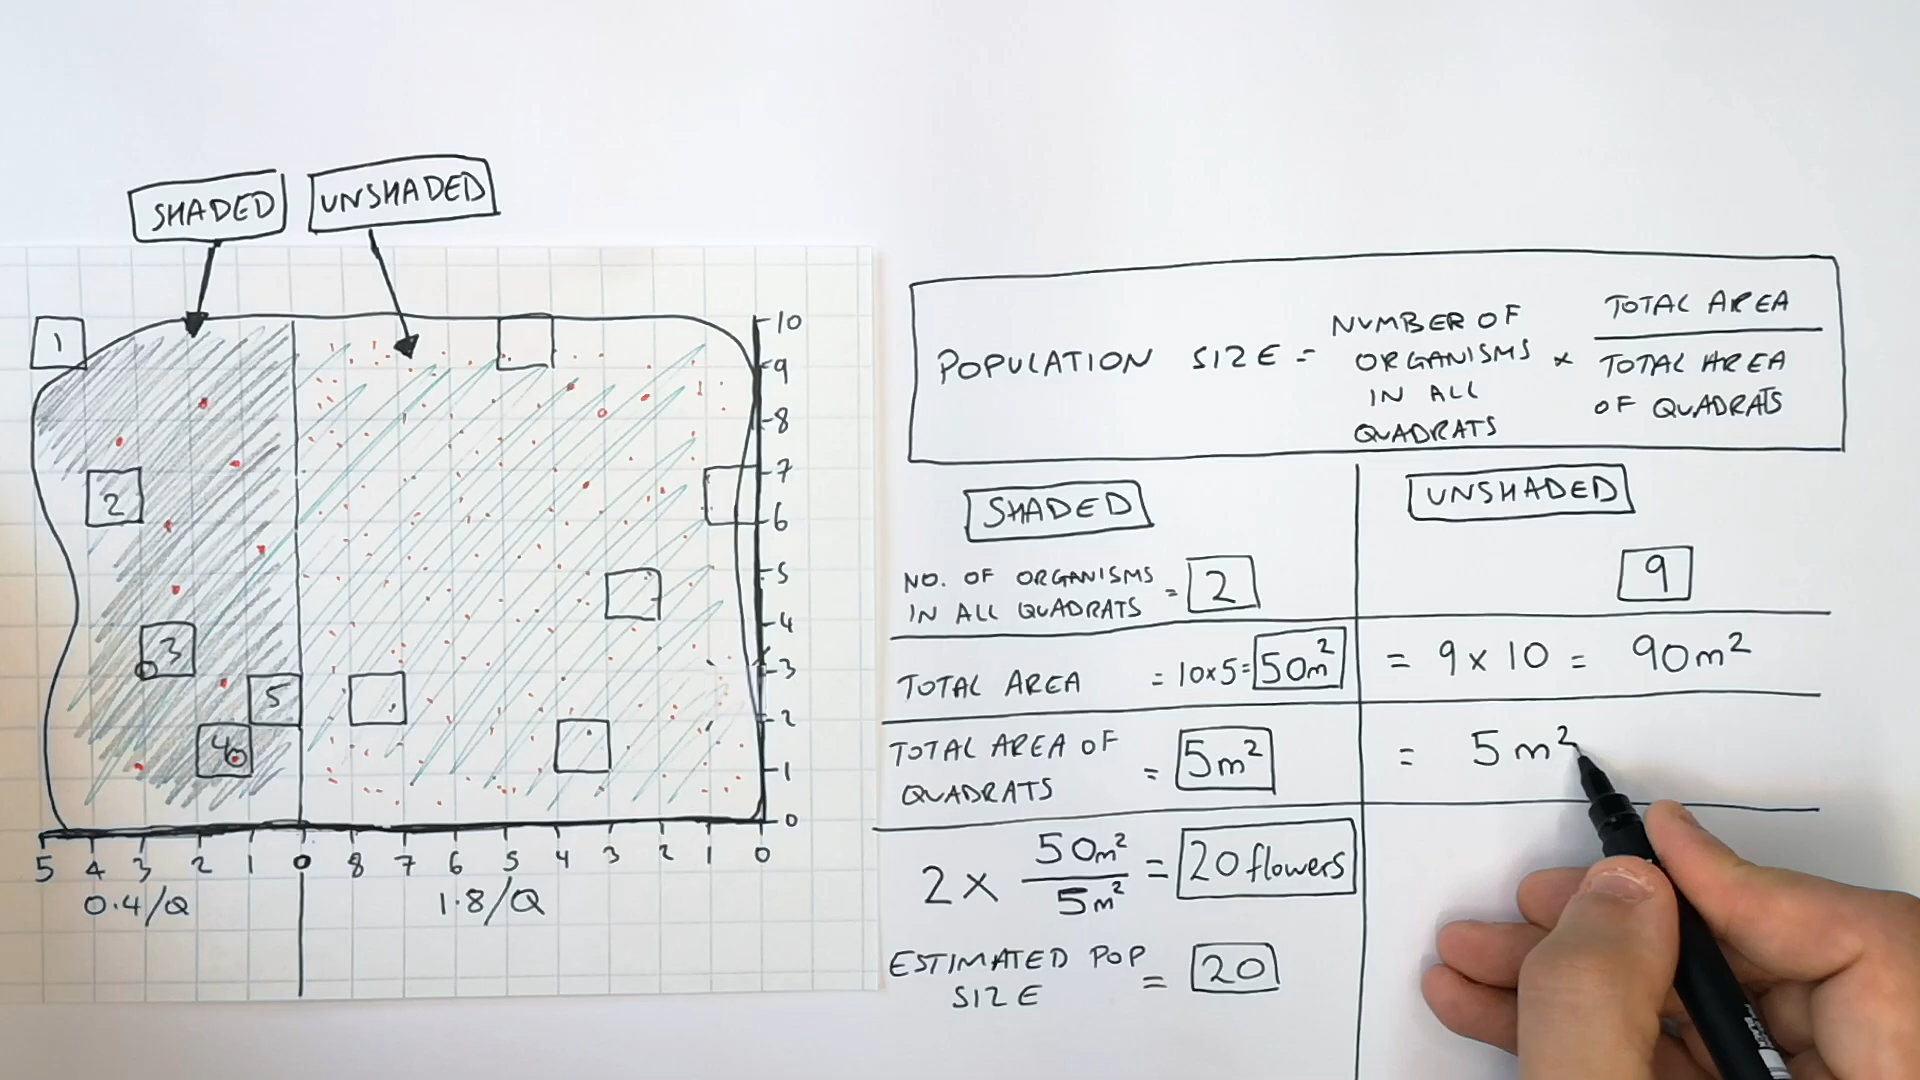 SHADED
UNSHADED
1
2
3
4
5
10
9
8
7
6
5
4
3
2
1
0
5 4 3 2 1 0 8 7 6 5 4 3 2 1 0
0.4/Q
1.8/Q
POPULATION SIZE = NUMBER OF ORGANISMS IN ALL QUADRATS ×
TOTAL AREA
TOTAL AREA
OF QUADRATS
SHADED
UNSHADED
NO. OF ORGANISMS
IN ALL QUADRATS = 2
9
TOTAL AREA = 10x5= 50m²
= 9 x 10 = 90m²
TOTAL AREA OF
QUADRATS = 5m²
= 5m²
2 x 50m²
5m²
= 20 flowers
ESTIMATED POP
SIZE = 20